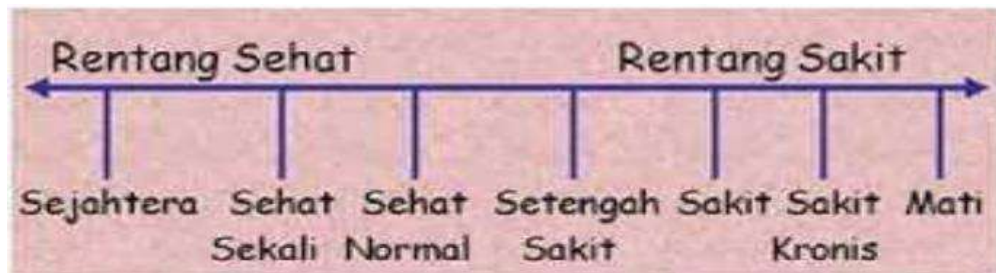 Rentang Sehat Rentang Sakit
Sejahtera Sehat Sehat Setengah Sakit Sakit Mati
Sekali Normal Sakit Kronis